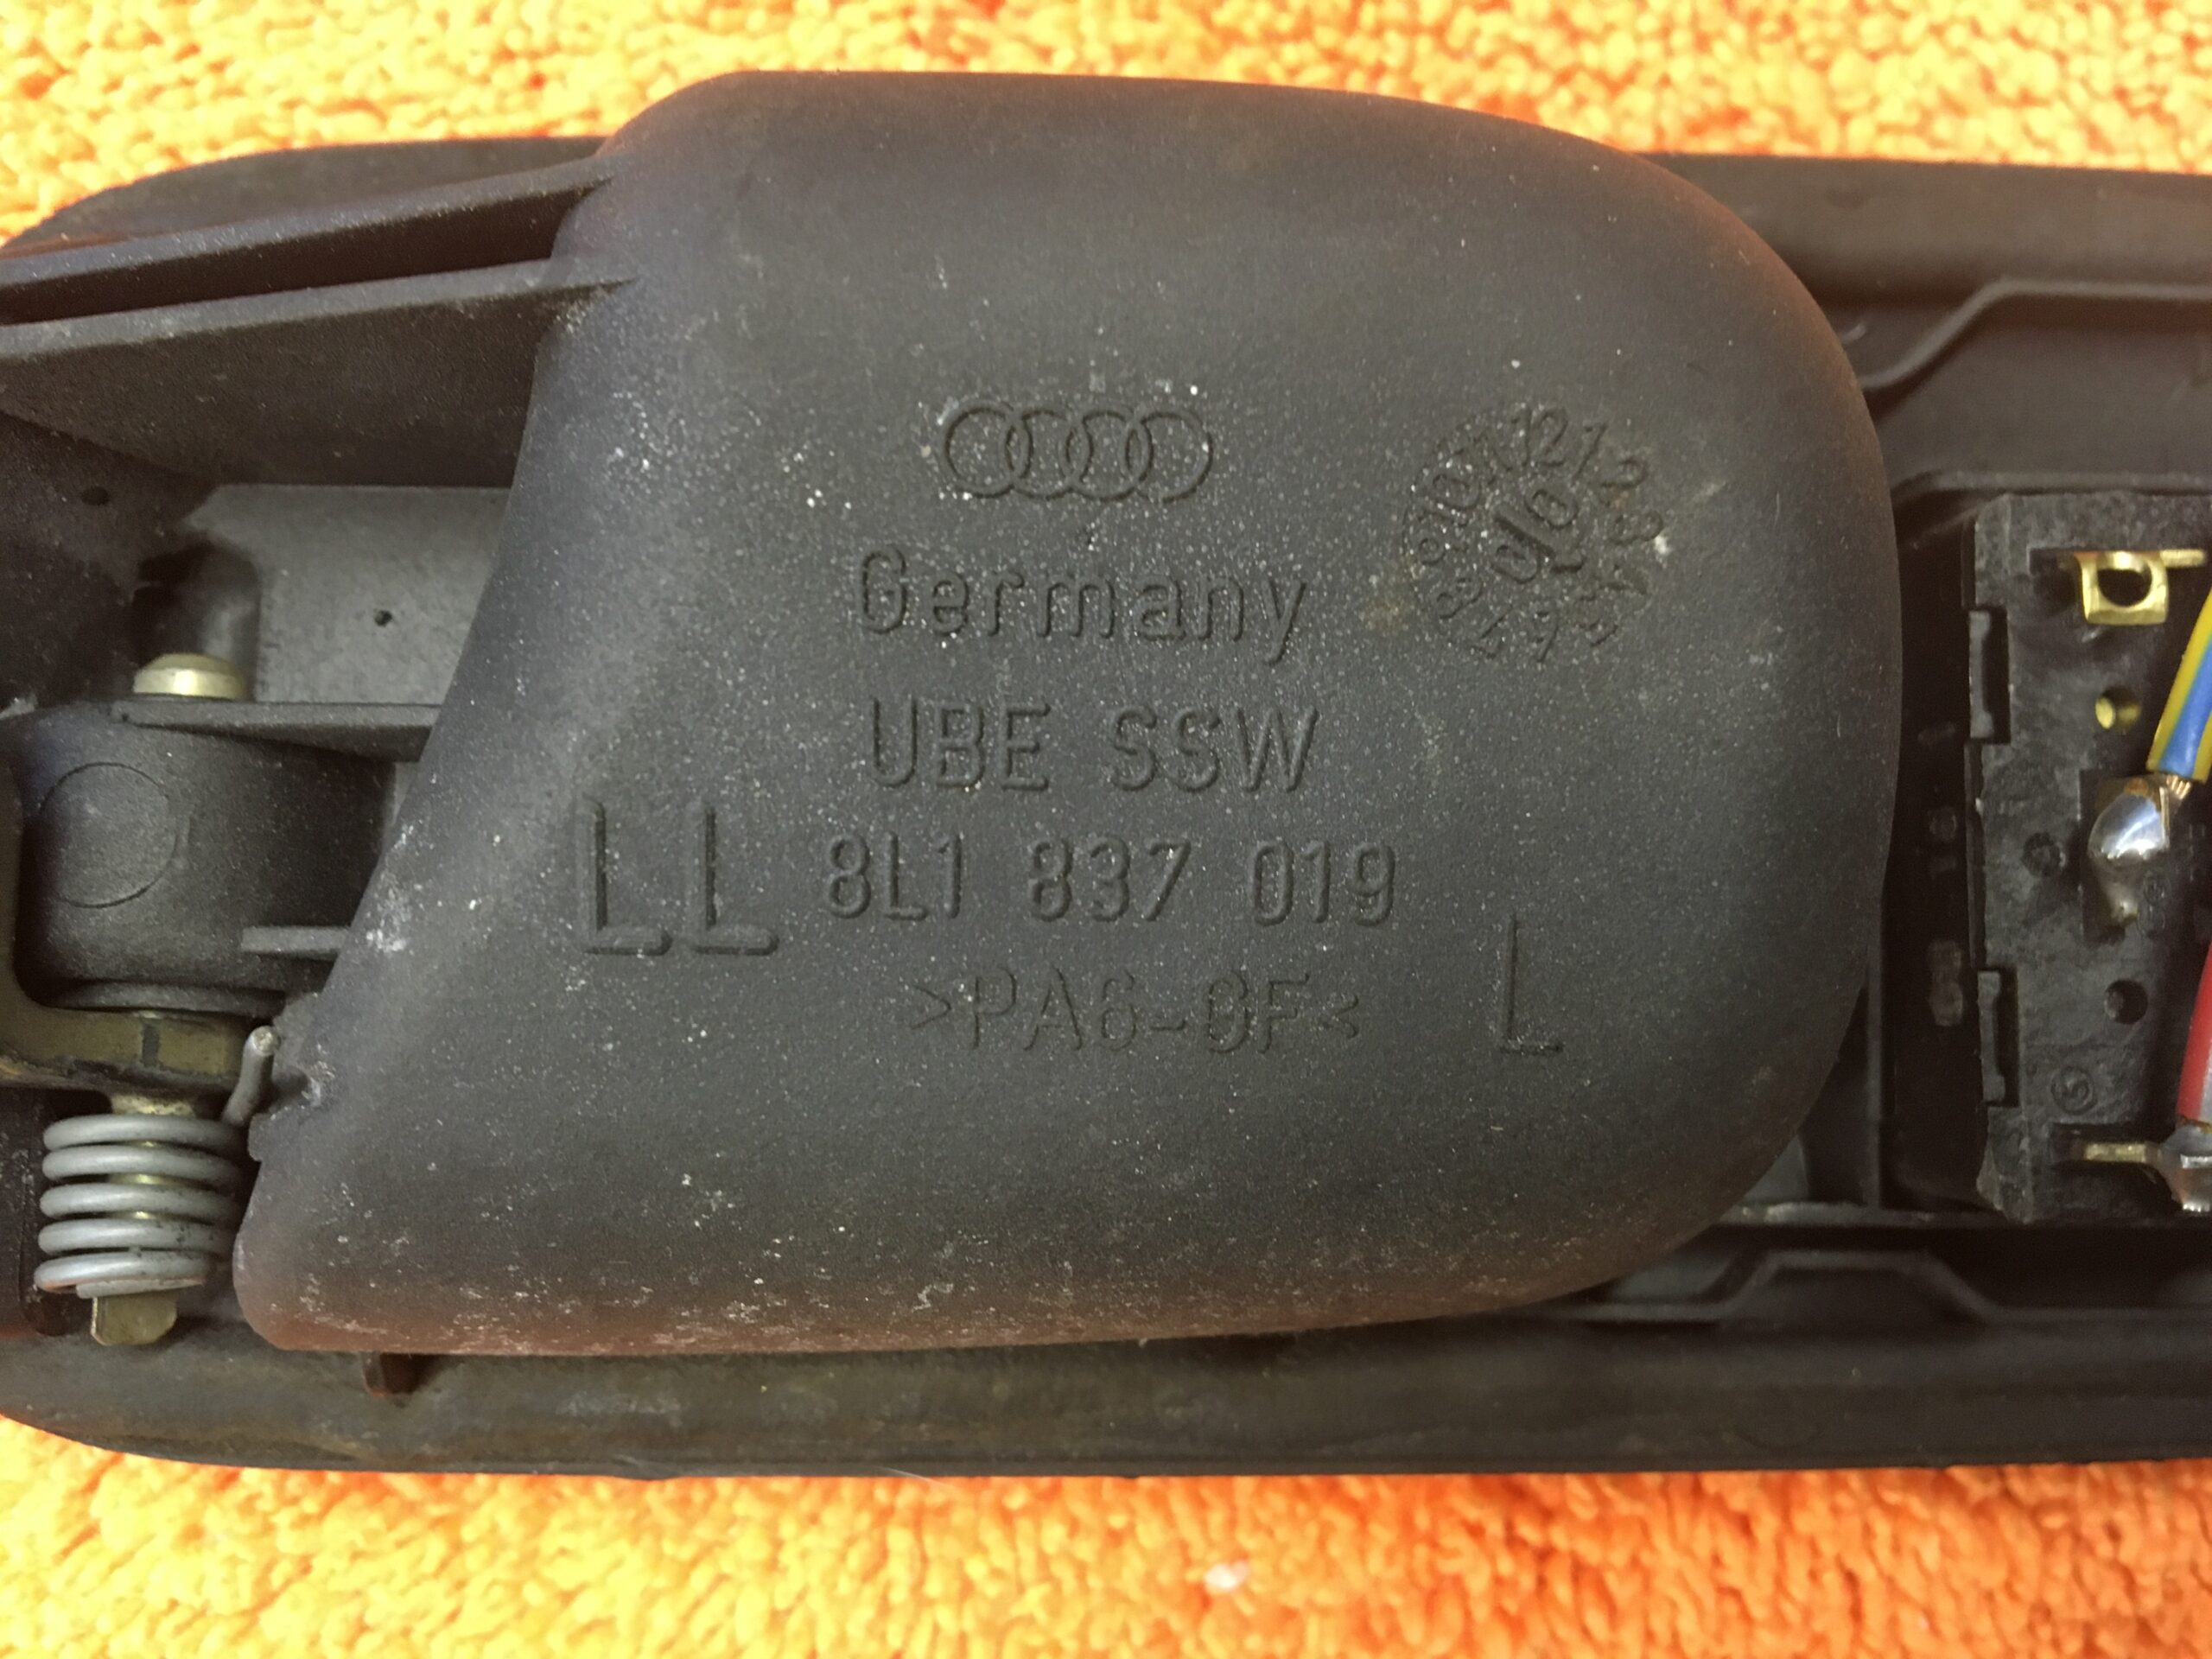 Germany
UBE SSW
LL 8L1 837 019
>PA6-GF< L